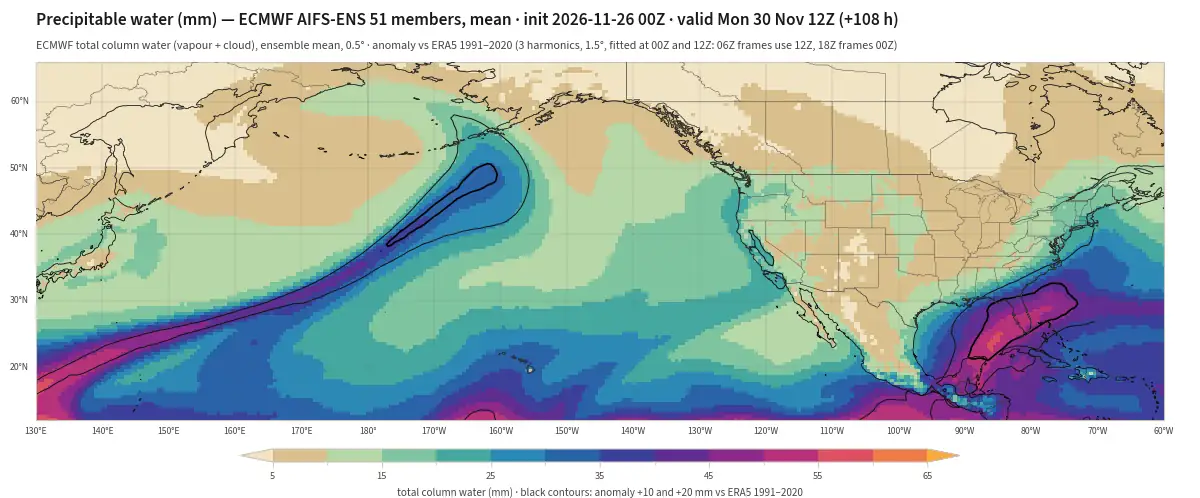 Precipitable water (mm) — ECMWF AIFS-ENS 51 members, mean · init 2026-11-26 00Z · valid Mon 30 Nov 12Z (+108 h)
ECMWF total column water (vapour + cloud), ensemble mean, 0.5° · anomaly vs ERA5 1991–2020 (3 harmonics, 1.5°, fitted at 00Z and 12Z: 06Z frames use 12Z, 18Z frames 00Z)
60°N
50°N
40°N
30°N
20°N
130°E 140°E 150°E 160°E 180° 170°W 160°W 150°W 140°W 130°W 120°W 110°W 100°W 90°W 80°W 70°W 60°W
5 15 25 35 45 55 65
total column water (mm) · black contours: anomaly +10 and +20 mm vs ERA5 1991–2020